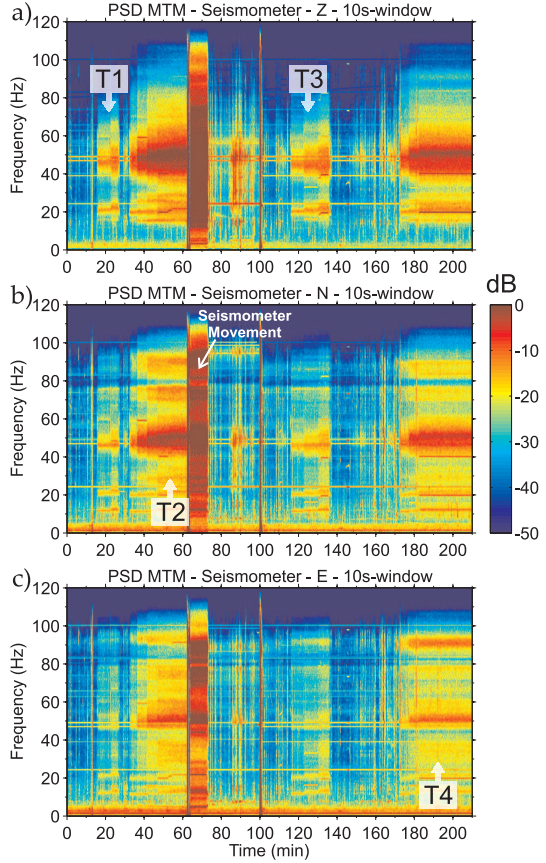 a)
PSD MTM - Seismometer - Z - 10s-window
120
100
80
60
40
20
0
Frequency (Hz)
T1
T3
0 20 40 60 80 100 120 140 160 180 200
b)
PSD MTM - Seismometer - N - 10s-window
120
100
80
60
40
20
0
Frequency (Hz)
Seismometer
Movement
T2
0 20 40 60 80 100 120 140 160 180 200
dB
0
-10
-20
-30
-40
-50
c)
PSD MTM - Seismometer - E - 10s-window
120
100
80
60
40
20
0
Frequency (Hz)
T4
0 20 40 60 80 100 120 140 160 180 200
Time (min)